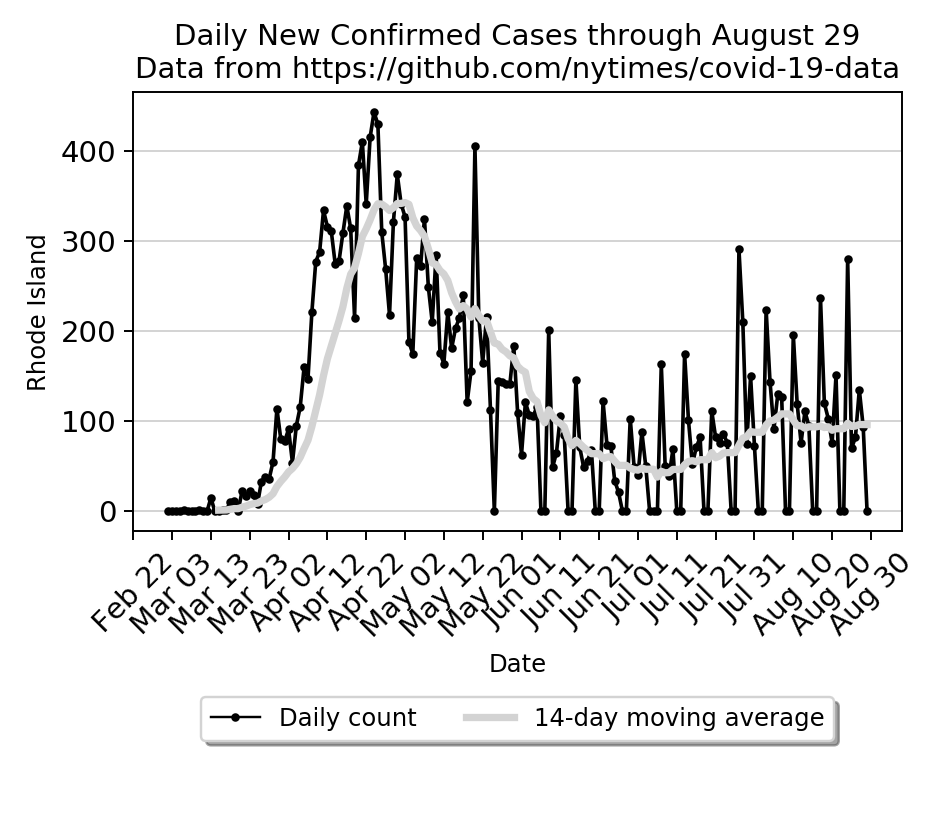 Daily New Confirmed Cases through August 29
Data from https://github.com/nytimes/covid-19-data
400
300
200
100
0
Rhode Island
Feb 22
Mar 03
Mar 13
Mar 23
Apr 02
Apr 12
Apr 22
May 02
May 12
May 22
Jun 01
Jun 11
Jun 21
Jul 01
Jul 11
Jul 21
Jul 31
Aug 10
Aug 20
Aug 30
Date
Daily count
14-day moving average